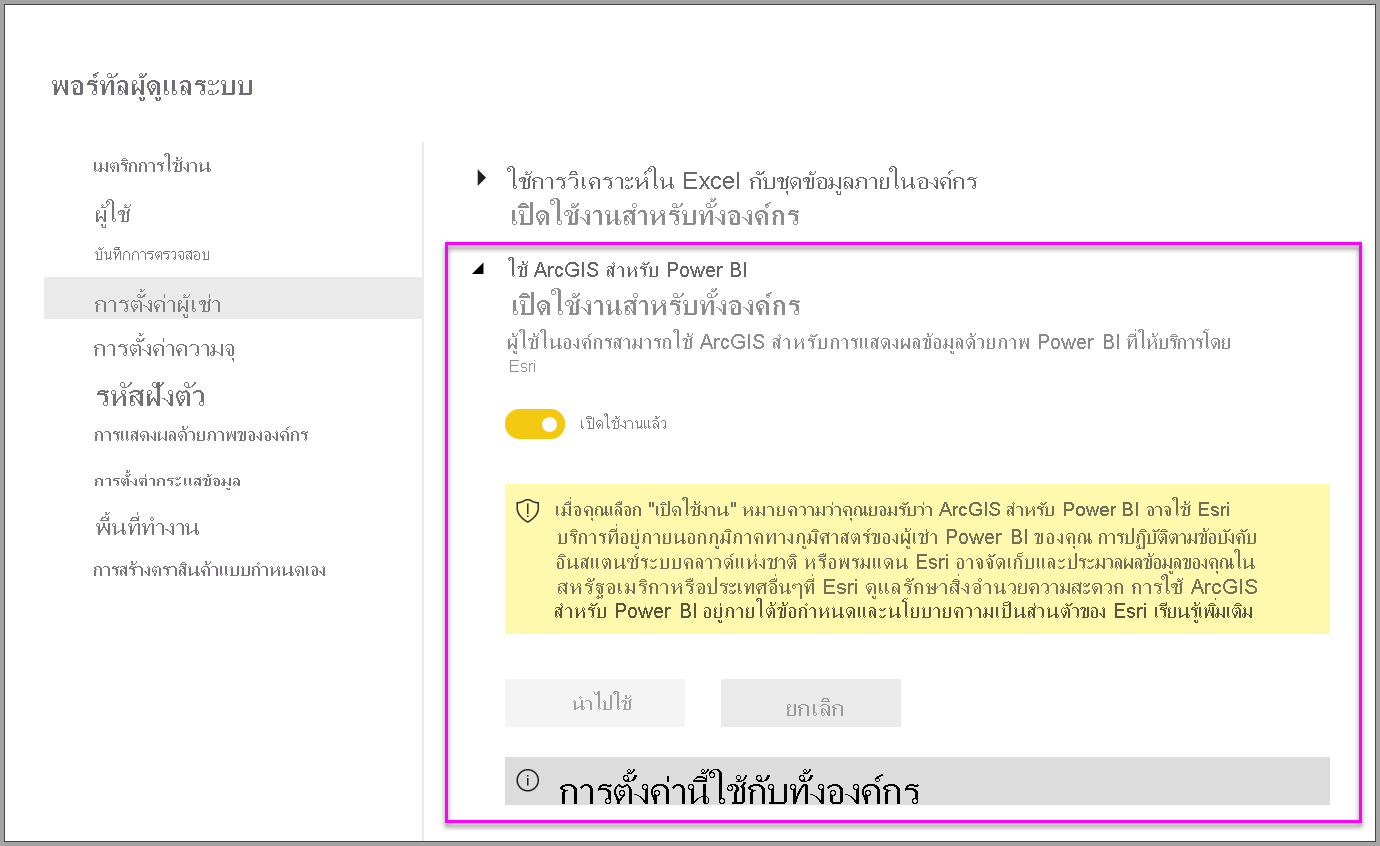 พอร์ทัลผู้ดูแลระบบ
เมตริกการใช้งาน
ผู้ใช้
บันทึกการตรวจสอบ
การตั้งค่าผู้เช่า
การตั้งค่าความจุ
รหัสฝังตัว
การแสดงผลด้วยภาพขององค์กร
การตั้งค่ากระแสข้อมูล
พื้นที่ทำงาน
การสร้างตราสินค้าแบบกำหนดเอง
ใช้การวิเคราะห์ใน Excel กับชุดข้อมูลภายในองค์กร
เปิดใช้งานสำหรับทั้งองค์กร
ใช้ ArcGIS สำหรับ Power BI
เปิดใช้งานสำหรับทั้งองค์กร
ผู้ใช้ในองค์กรสามารถใช้ ArcGIS สำหรับการแสดงผลข้อมูลด้วยภาพ Power BI ที่ให้บริการโดย
Esri
เปิดใช้งานแล้ว
เมื่อคุณเลือก "เปิดใช้งาน" หมายความว่าคุณยอมรับว่า ArcGIS สำหรับ Power BI อาจใช้ Esri
บริการที่อยู่ภายนอกภูมิภาคทางภูมิศาสตร์ของผู้เช่า Power BI ของคุณ การปฏิบัติตามข้อบังคับ
อินสแตนซ์ระบบคลาวด์แห่งชาติ หรือพรมแดน Esri อาจจัดเก็บและประมวลผลข้อมูลของคุณใน
สหรัฐอเมริกาหรือประเทศอื่นๆที่ Esri ดูแลรักษาสิ่งอำนวยความสะดวก การใช้ ArcGIS
สำหรับ Power BI อยู่ภายใต้ข้อกำหนดและนโยบายความเป็นส่วนตัวของ Esri เรียนรู้เพิ่มเติม
นำไปใช้
ยกเลิก
การตั้งค่านี้ใช้กับทั้งองค์กร